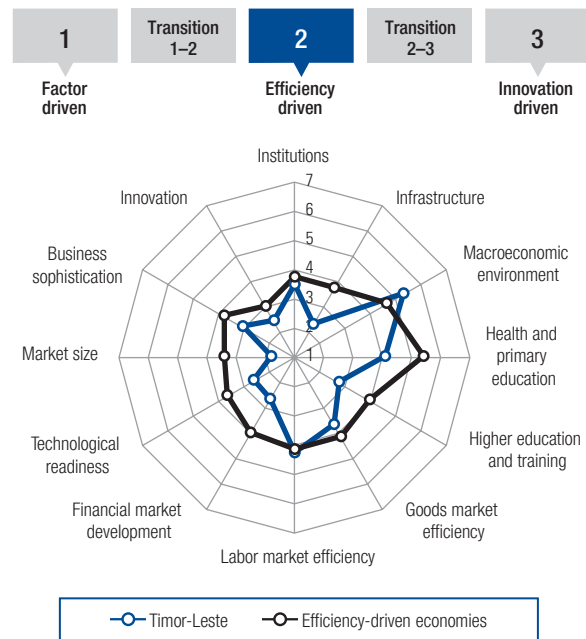 1
Transition
1–2
2
Transition
2–3
3
Factor
driven
Efficiency
driven
Innovation
driven
Institutions
7
6
5
4
3
2
1
Infrastructure
Macroeconomic
environment
Health and
primary
education
Higher education
and training
Goods market
efficiency
Labor market efficiency
Financial market
development
Technological
readiness
Market size
Business
sophistication
Innovation
Timor-Leste
Efficiency-driven economies